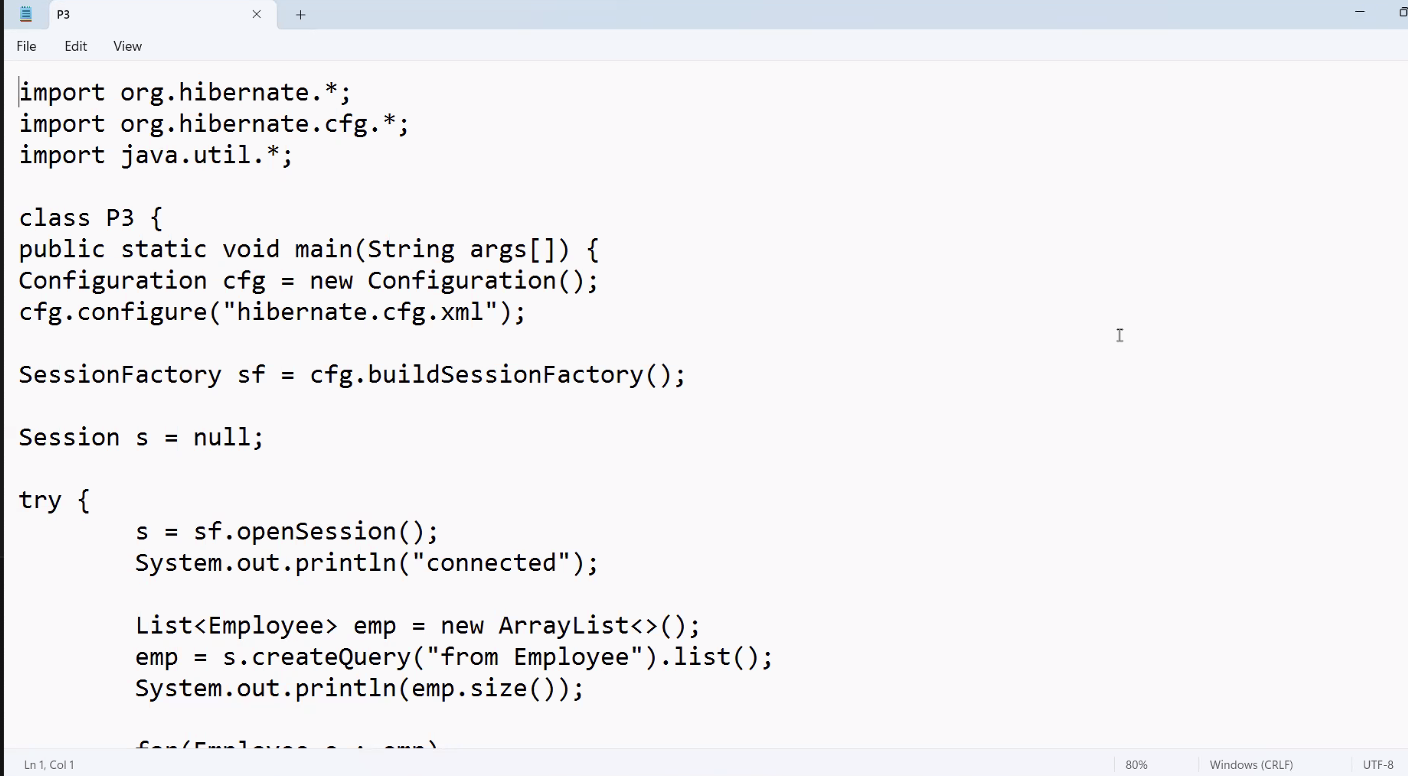 P3
File Edit View
import org.hibernate.*;
import org.hibernate.cfg.*;
import java.util.*;
class P3 {
public static void main(String args[]) {
Configuration cfg = new Configuration();
cfg.configure("hibernate.cfg.xml");
SessionFactory sf = cfg.buildSessionFactory();
Session s = null;
try {
s = sf.openSession();
System.out.println("connected");
List<Employee> emp = new ArrayList<>();
emp = s.createQuery("from Employee").list();
System.out.println(emp.size());
for(Employee e : emp)
Ln 1, Col 1 80% Windows (CRLF) UTF-8